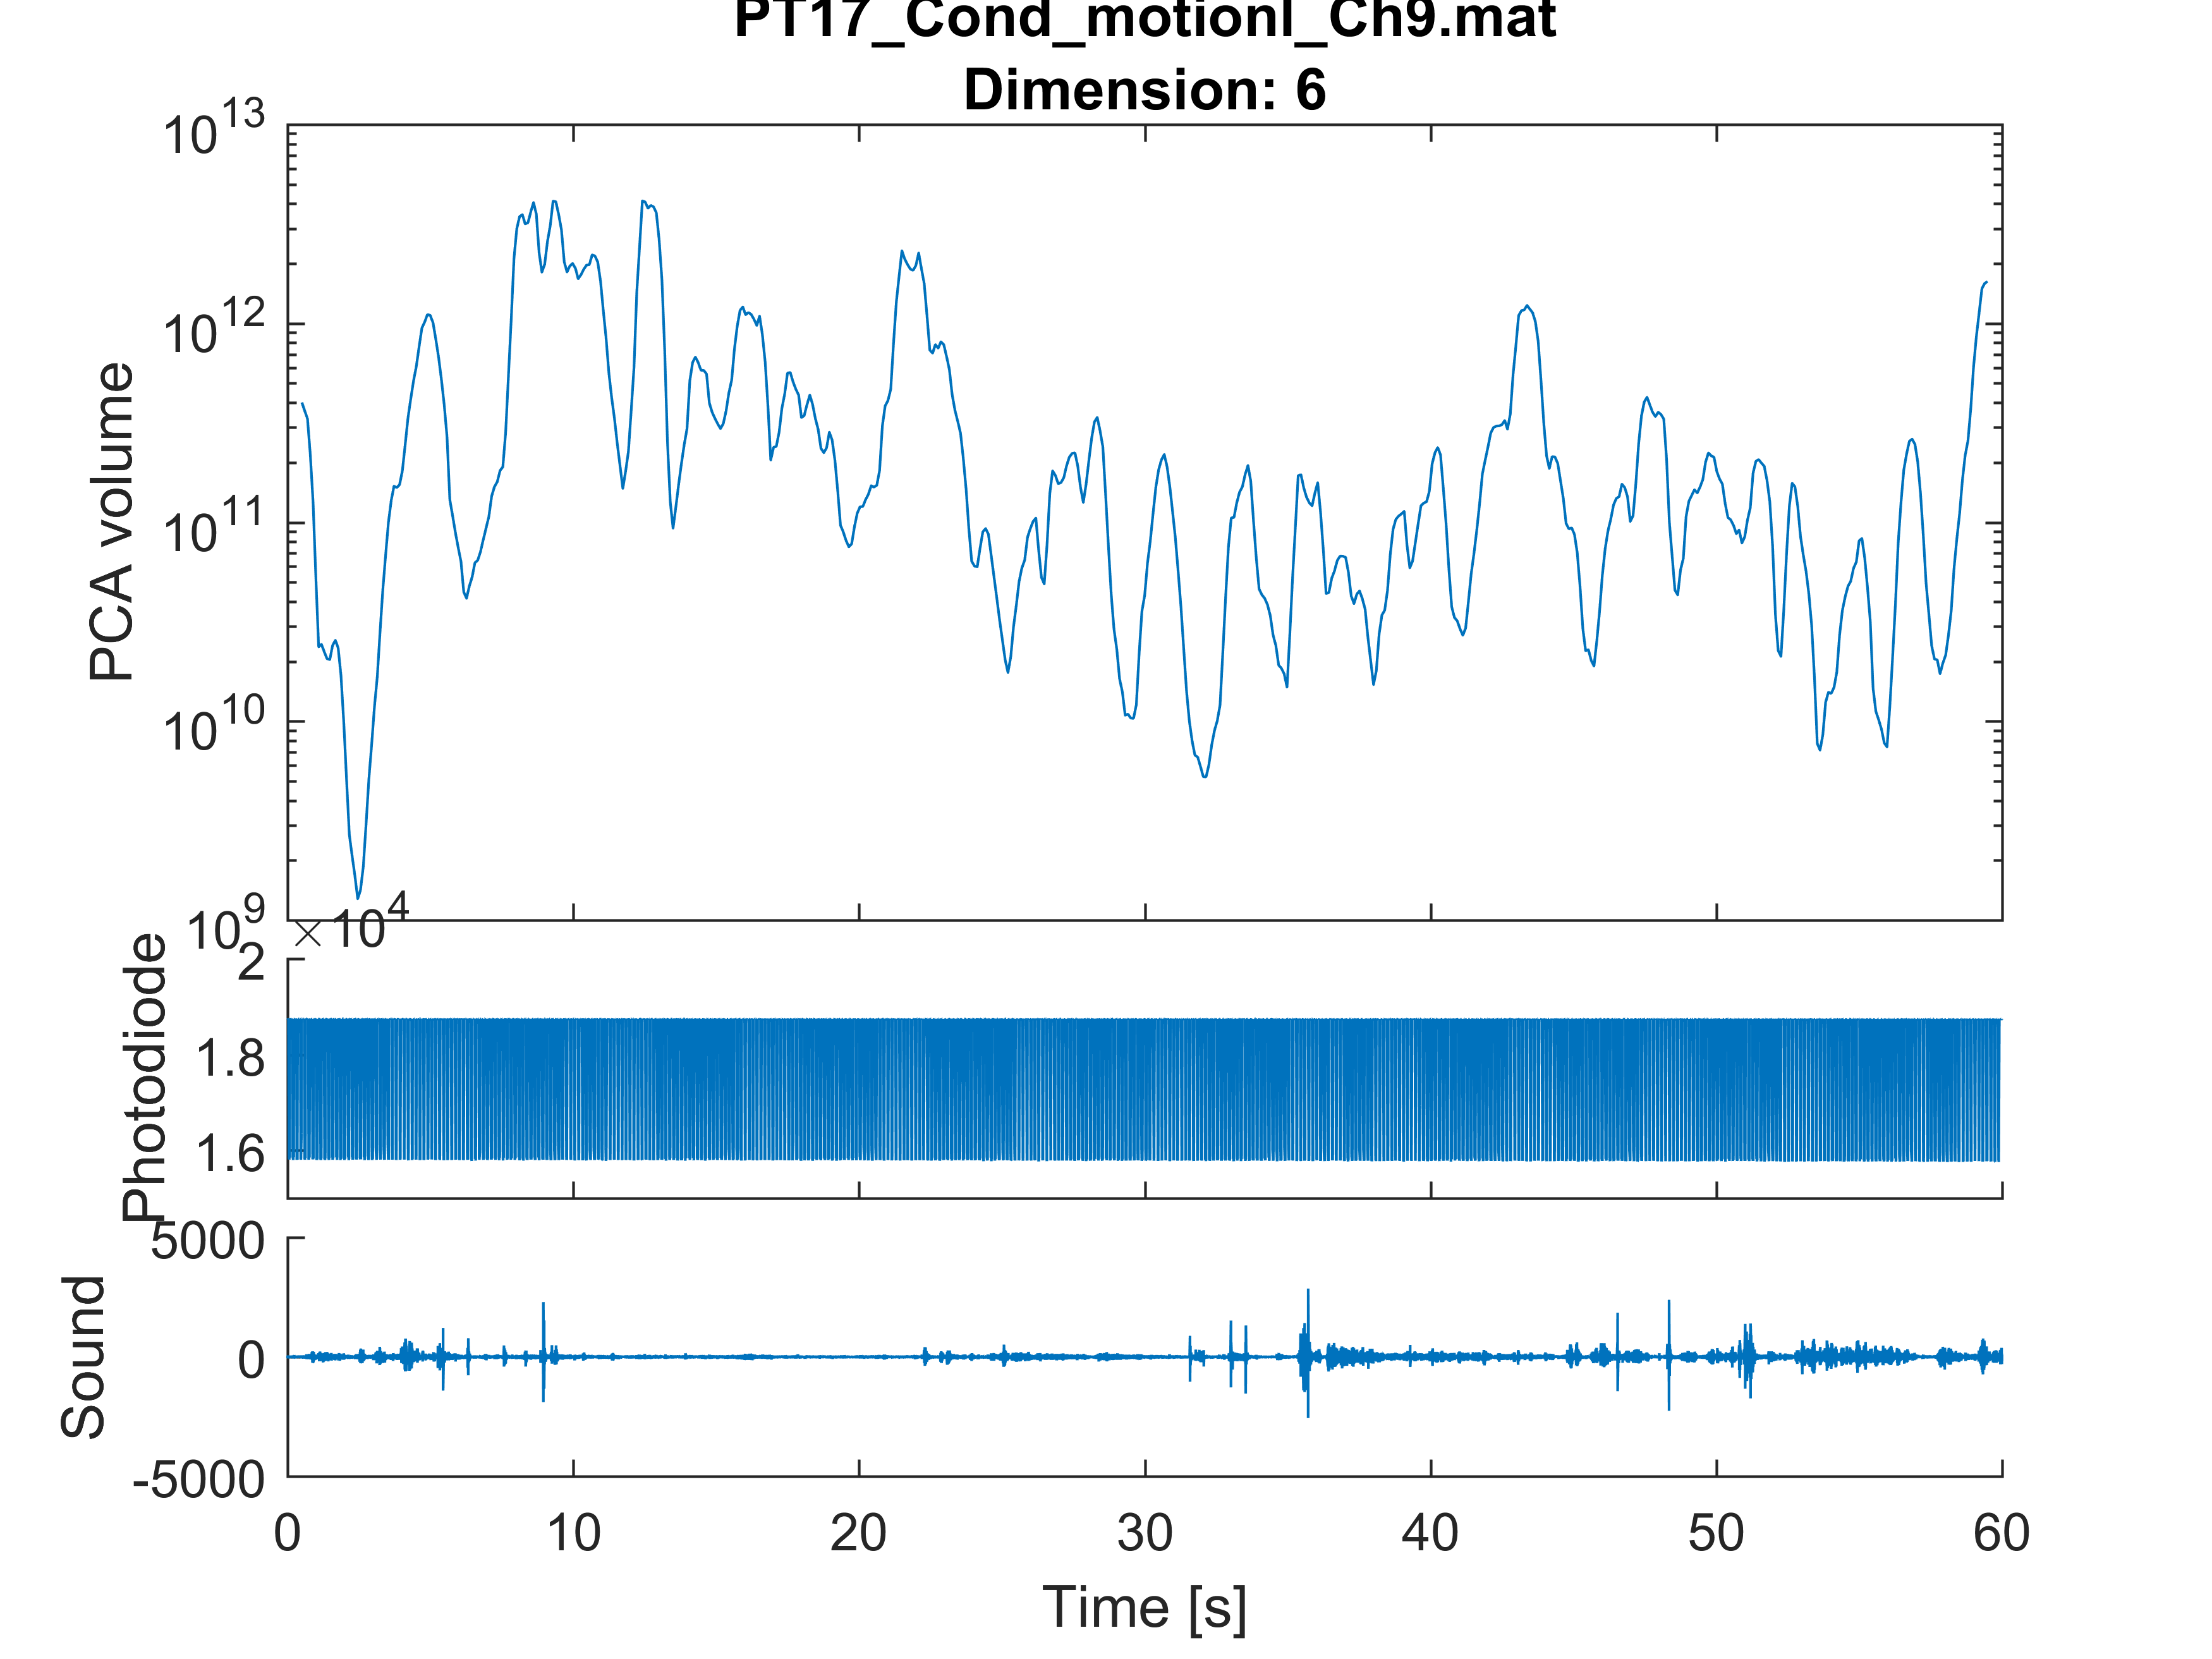 PT17_Cond_motionI_Ch9.mat
Dimension: 6
PCA volume
10^13
10^12
10^11
10^10
10^9
× 10^4
Photodiode
2
1.8
1.6
Sound
5000
0
-5000
0 10 20 30 40 50 60
Time [s]